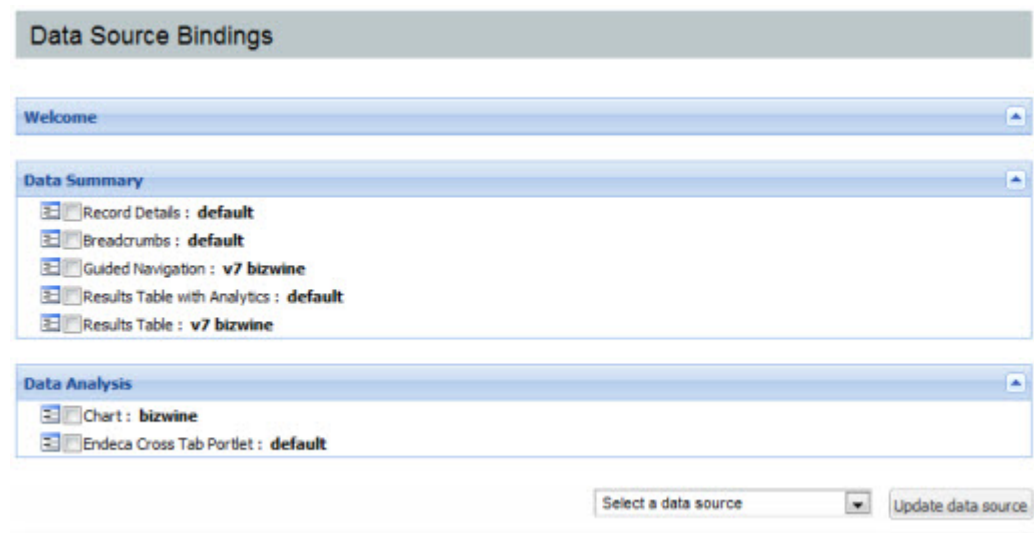 Data Source Bindings
Welcome
Data Summary
Record Details : default
Breadcrumbs : default
Guided Navigation : v7 bizwine
Results Table with Analytics : default
Results Table : v7 bizwine
Data Analysis
Chart : bizwine
Endeca Cross Tab Portlet : default
Select a data source
Update data source